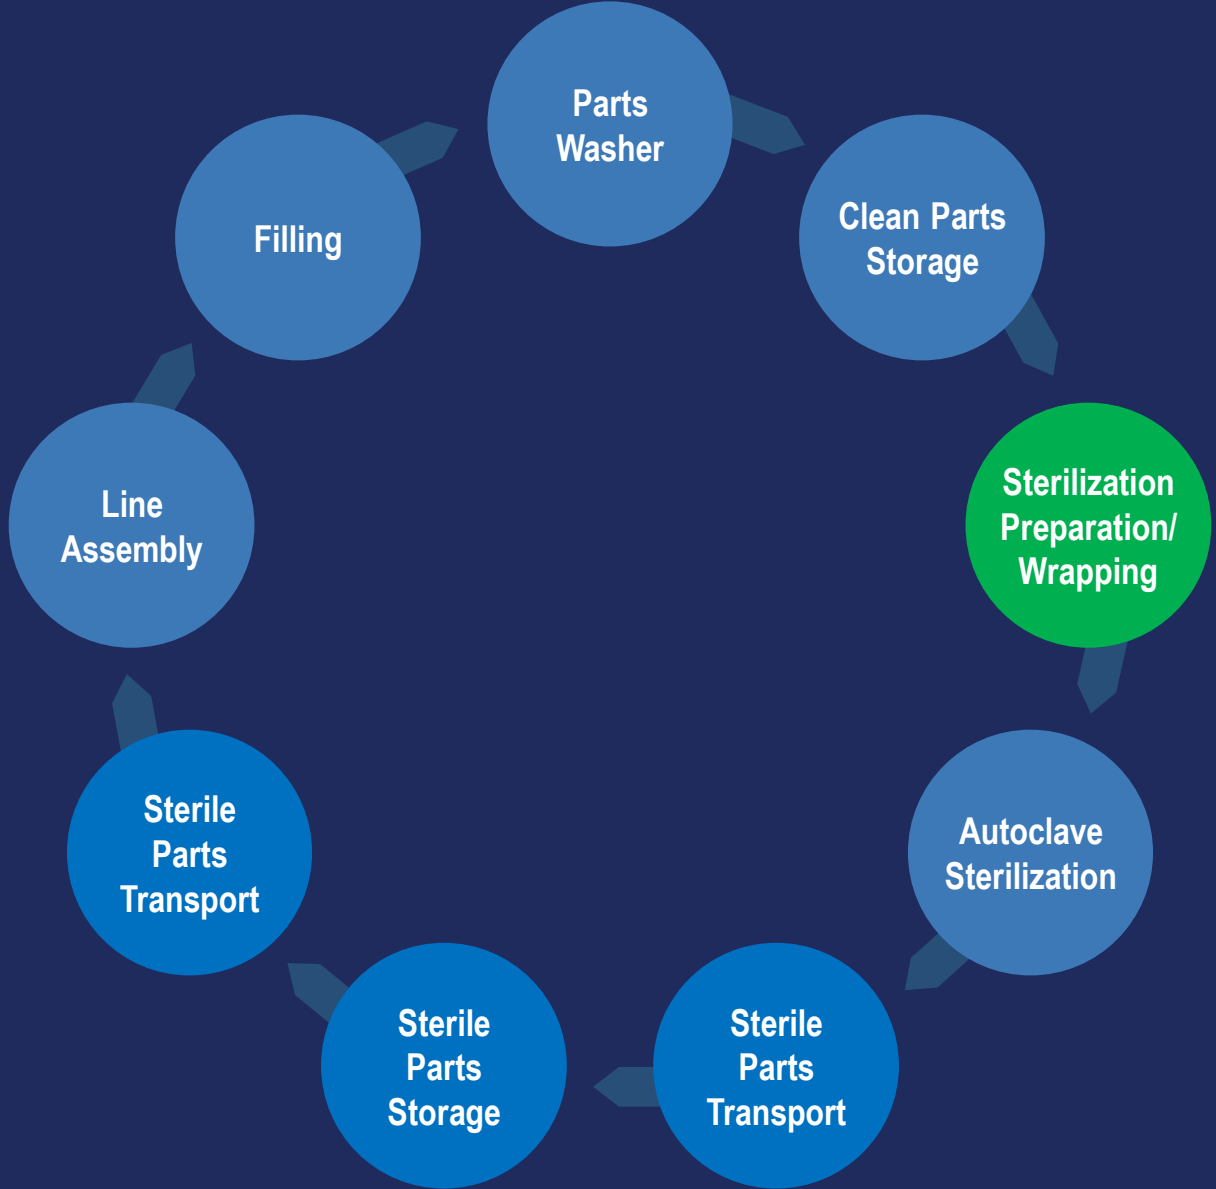 Parts
Washer
Clean Parts
Storage
Sterilization
Preparation/
Wrapping
Autoclave
Sterilization
Sterile
Parts
Transport
Sterile
Parts
Storage
Sterile
Parts
Transport
Line
Assembly
Filling